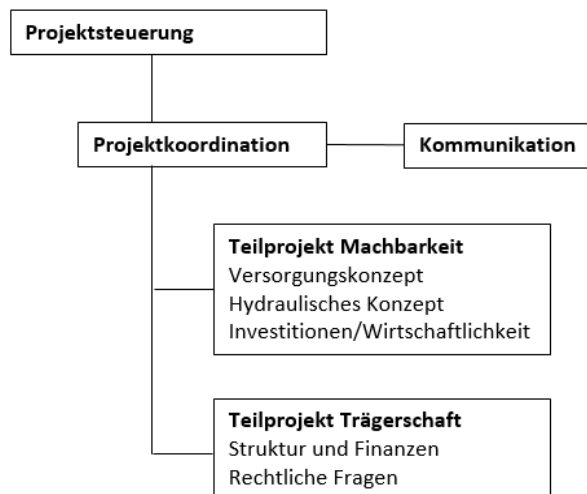 Projektsteuerung
Projektkoordination
Kommunikation
Teilprojekt Machbarkeit
Versorgungskonzept
Hydraulisches Konzept
Investitionen/Wirtschaftlichkeit
Teilprojekt Trägerschaft
Struktur und Finanzen
Rechtliche Fragen